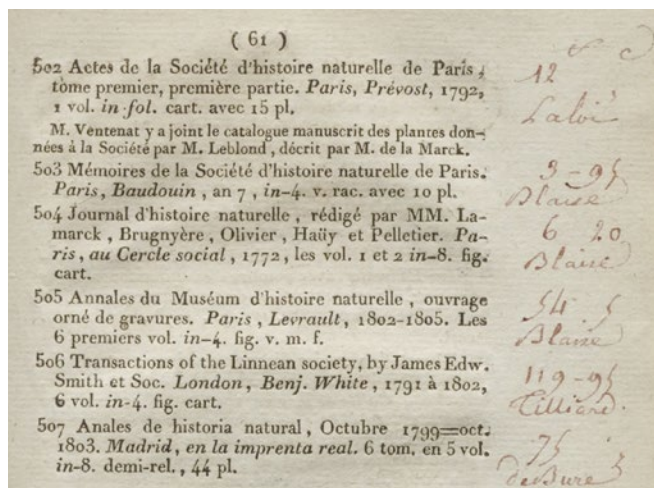 ( 61 )
502 Actes de la Société d'histoire naturelle de Paris,
tome premier, première partie. Paris, Prévost, 1792,
1 vol. in-fol. cart. avec 15 pl.
12
M. Ventenat y a joint le catalogue manuscrit des plantes don-
nées à la Société par M. Leblond, décrit par M. de la Marck.
503 Mémoires de la Société d'histoire naturelle de Paris.
Paris, Baudouin, an 7, in-4. v. rac. avec 10 pl.
3 - 95
Blaise
504 Journal d'histoire naturelle, rédigé par MM. La-
marck, Brugnyère, Olivier, Haüy et Pelletier. Pa-
ris, au Cercle social, 1772, les vol. 1 et 2 in-8. fig.
cart.
6 20
Blaise
505 Annales du Muséum d'histoire naturelle, ouvrage
orné de gravures. Paris, Levrault, 1802-1805. Les
6 premiers vol. in-4. fig. v. m. f.
54 5
Blaise
506 Transactions of the Linnean society, by James Edw.
Smith et Soc. London, Benj. White, 1791 à 1802,
6 vol. in-4. fig. cart.
119 - 95
Tilliard.
507 Anales de historia natural, Octubre 1799=oct.
1803. Madrid, en la imprenta real. 6 tom. en 5 vol.
in-8. demi-rel., 44 pl.
75
de Bure